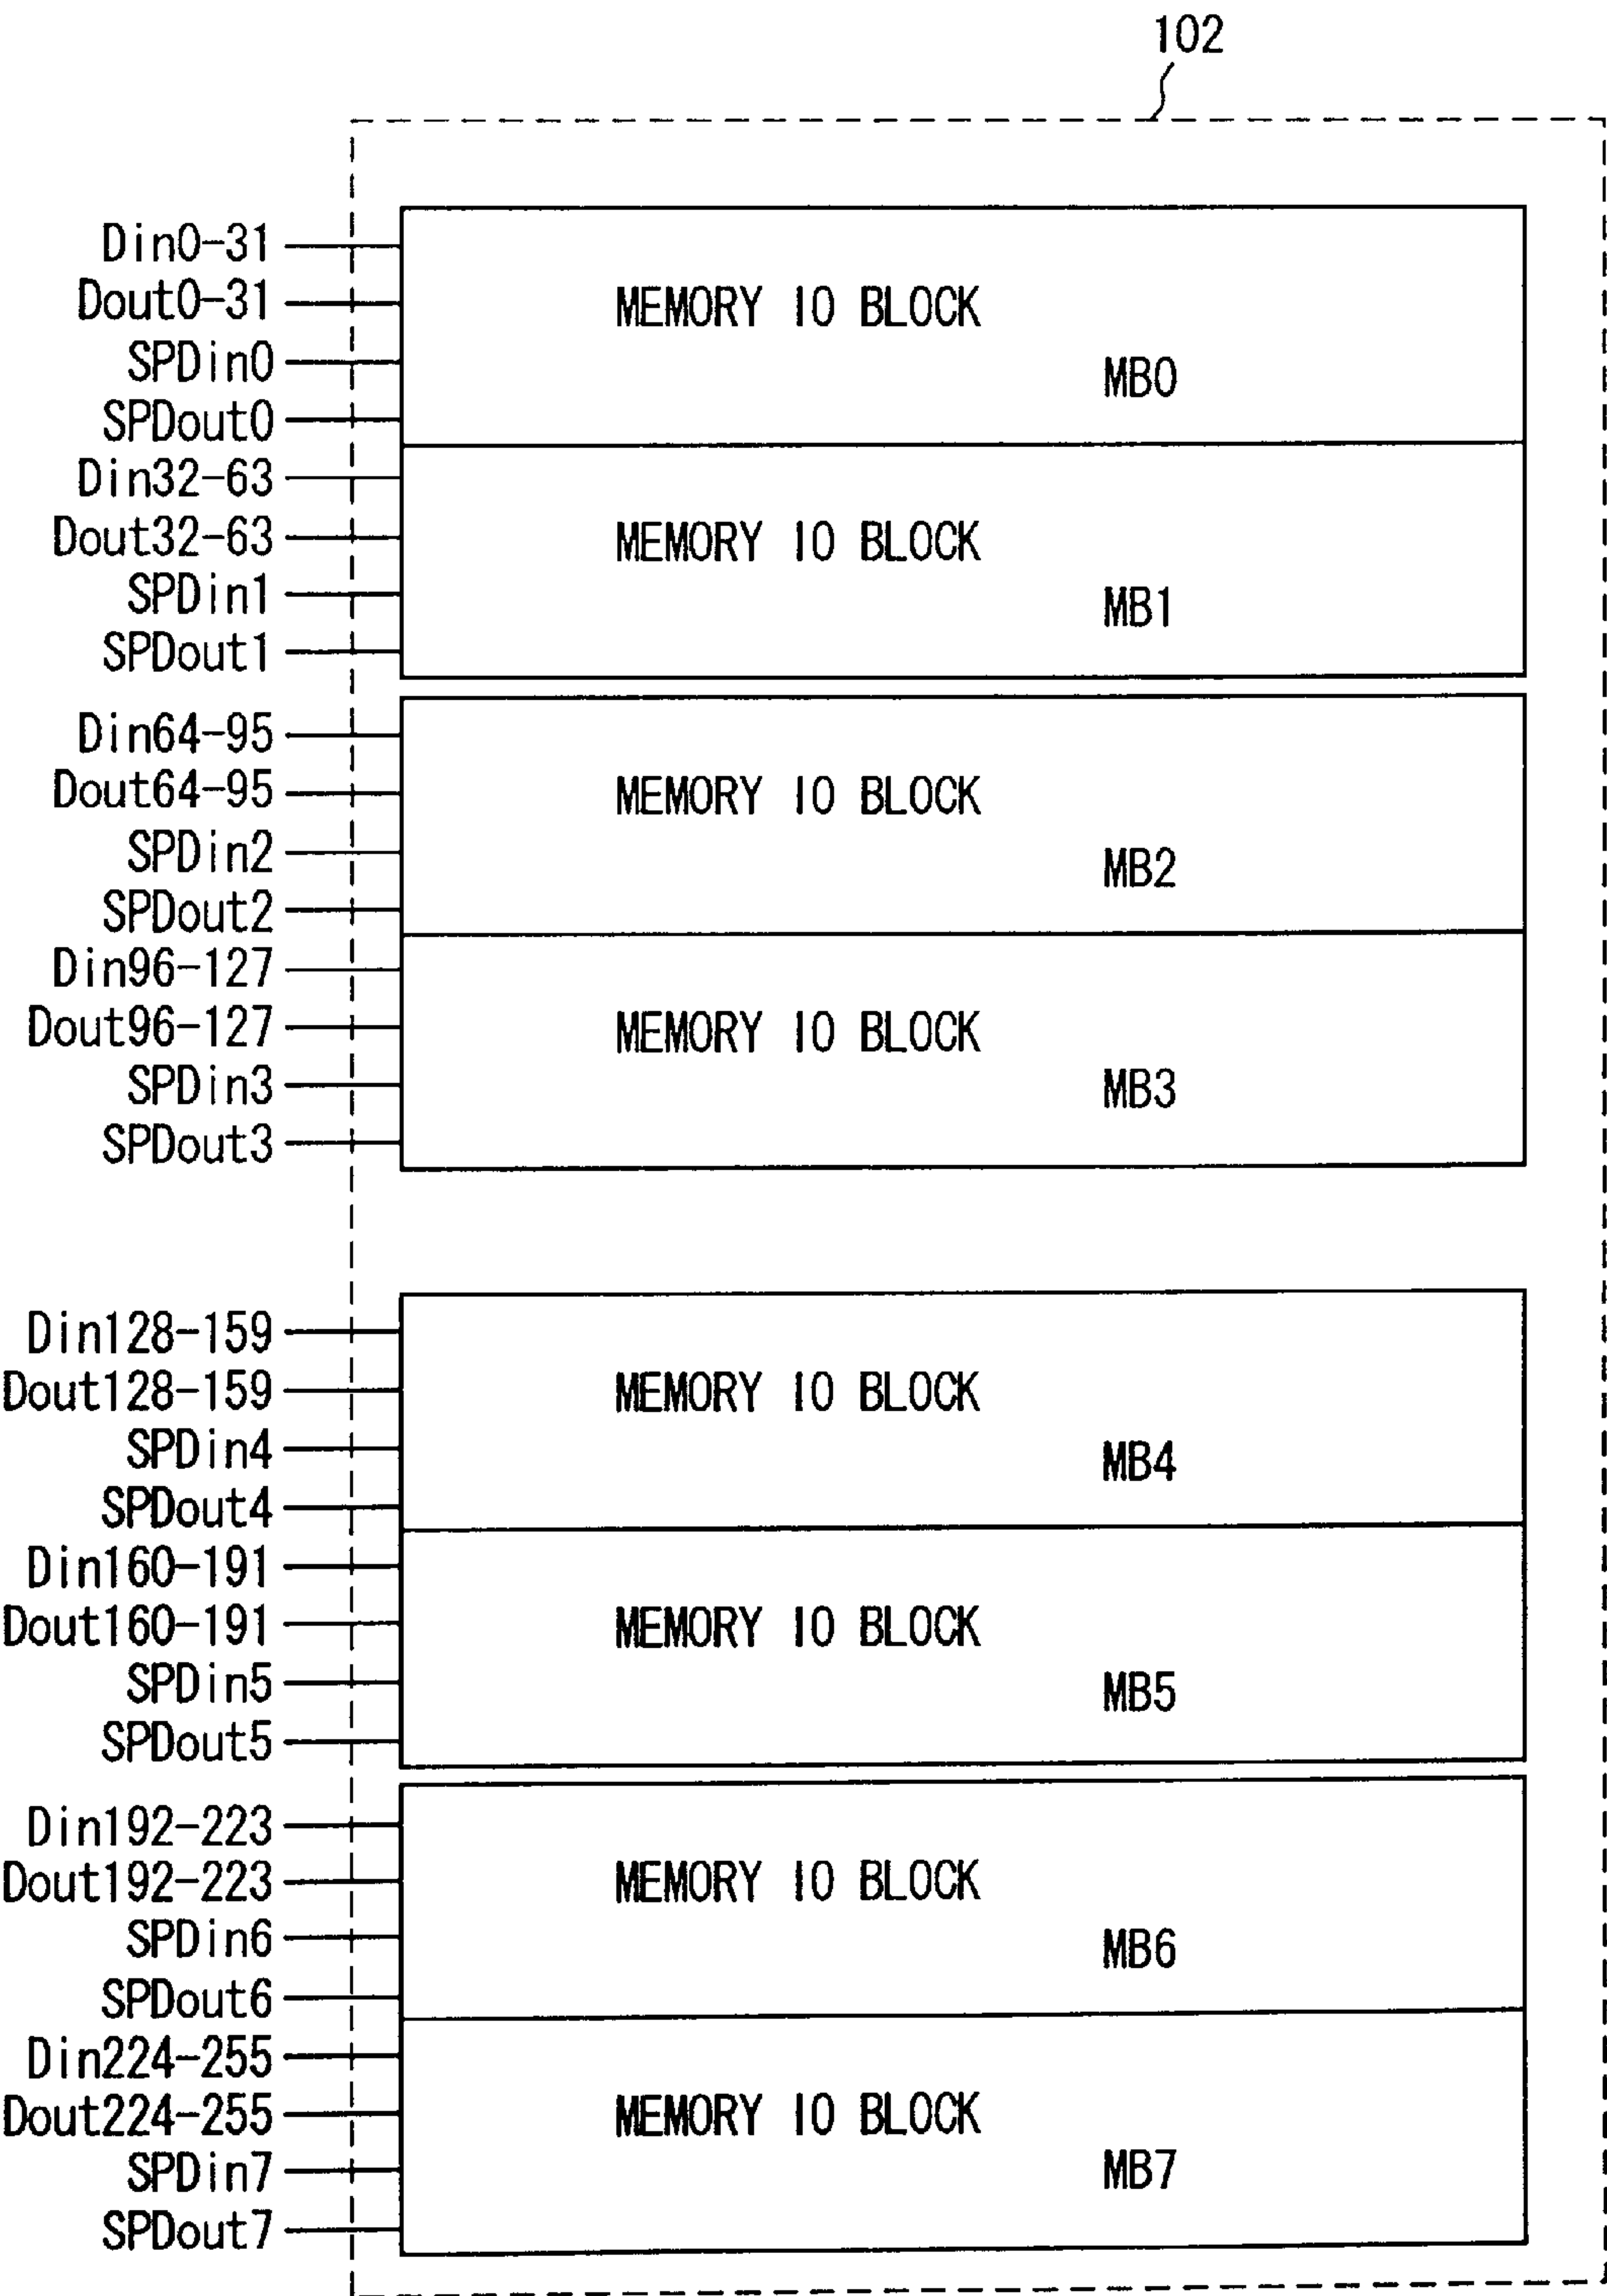 102
Din0-31
Dout0-31
MEMORY IO BLOCK
SPDin0
MB0
SPDout0
Din32-63
Dout32-63
MEMORY IO BLOCK
SPDin1
MB1
SPDout1
Din64-95
Dout64-95
MEMORY IO BLOCK
SPDin2
MB2
SPDout2
Din96-127
Dout96-127
MEMORY IO BLOCK
SPDin3
MB3
SPDout3
Din128-159
Dout128-159
MEMORY IO BLOCK
SPDin4
MB4
SPDout4
Din160-191
Dout160-191
MEMORY IO BLOCK
SPDin5
MB5
SPDout5
Din192-223
Dout192-223
MEMORY IO BLOCK
SPDin6
MB6
SPDout6
Din224-255
Dout224-255
MEMORY IO BLOCK
SPDin7
MB7
SPDout7